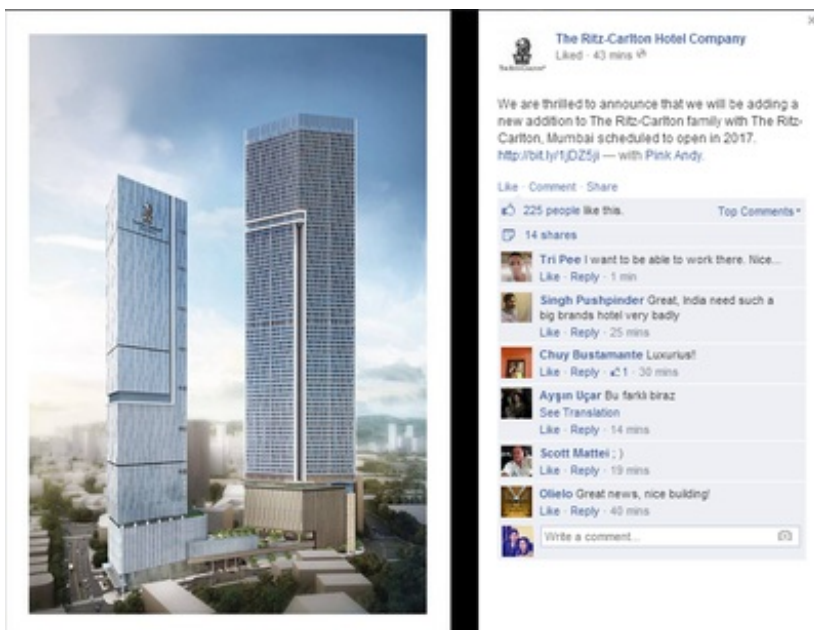 The Ritz-Carlton Hotel Company
Liked · 43 mins
We are thrilled to announce that we will be adding a
new addition to The Ritz-Carlton family with The Ritz-
Carlton, Mumbai scheduled to open in 2017.
http://bit.ly/1jDZ5ji — with Pink Andy.
Like · Comment · Share
225 people like this. Top Comments
14 shares
Tri Pee I want to be able to work there. Nice...
Like · Reply · 1 min
Singh Pushpinder Great, India need such a
big brands hotel very badly
Like · Reply · 25 mins
Chuy Bustamante Luxurius!
Like · Reply · 1 · 30 mins
Ayşın Uçar Bu farklı biraz
See Translation
Like · Reply · 14 mins
Scott Mattei ; )
Like · Reply · 19 mins
Olielo Great news, nice building!
Like · Reply · 40 mins
Write a comment...